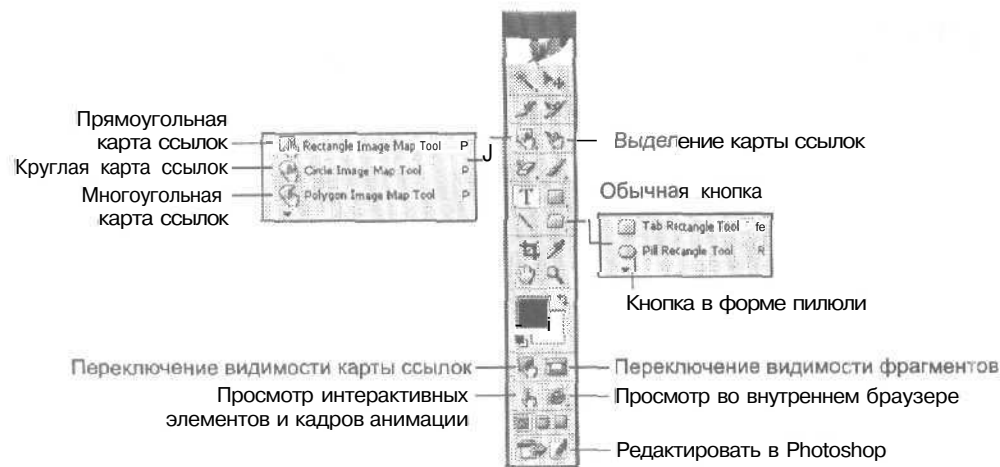 Прямоугольная
карта ссылок
Круглая карта ссылок
Многоугольная
карта ссылок
Rectangle Image Map Tool P
Circle Image Map Tool P
Polygon Image Map Tool P
J
T
Выделение карты ссылок
Обычная кнопка
Tab Rectangle Tool fe
Pill Recangle Tool R
Кнопка в форме пилюли
i
Переключение видимости карты ссылок
Переключение видимости фрагментов
Просмотр интерактивных
элементов и кадров анимации
Просмотр во внутреннем браузере
Редактировать в Photoshop